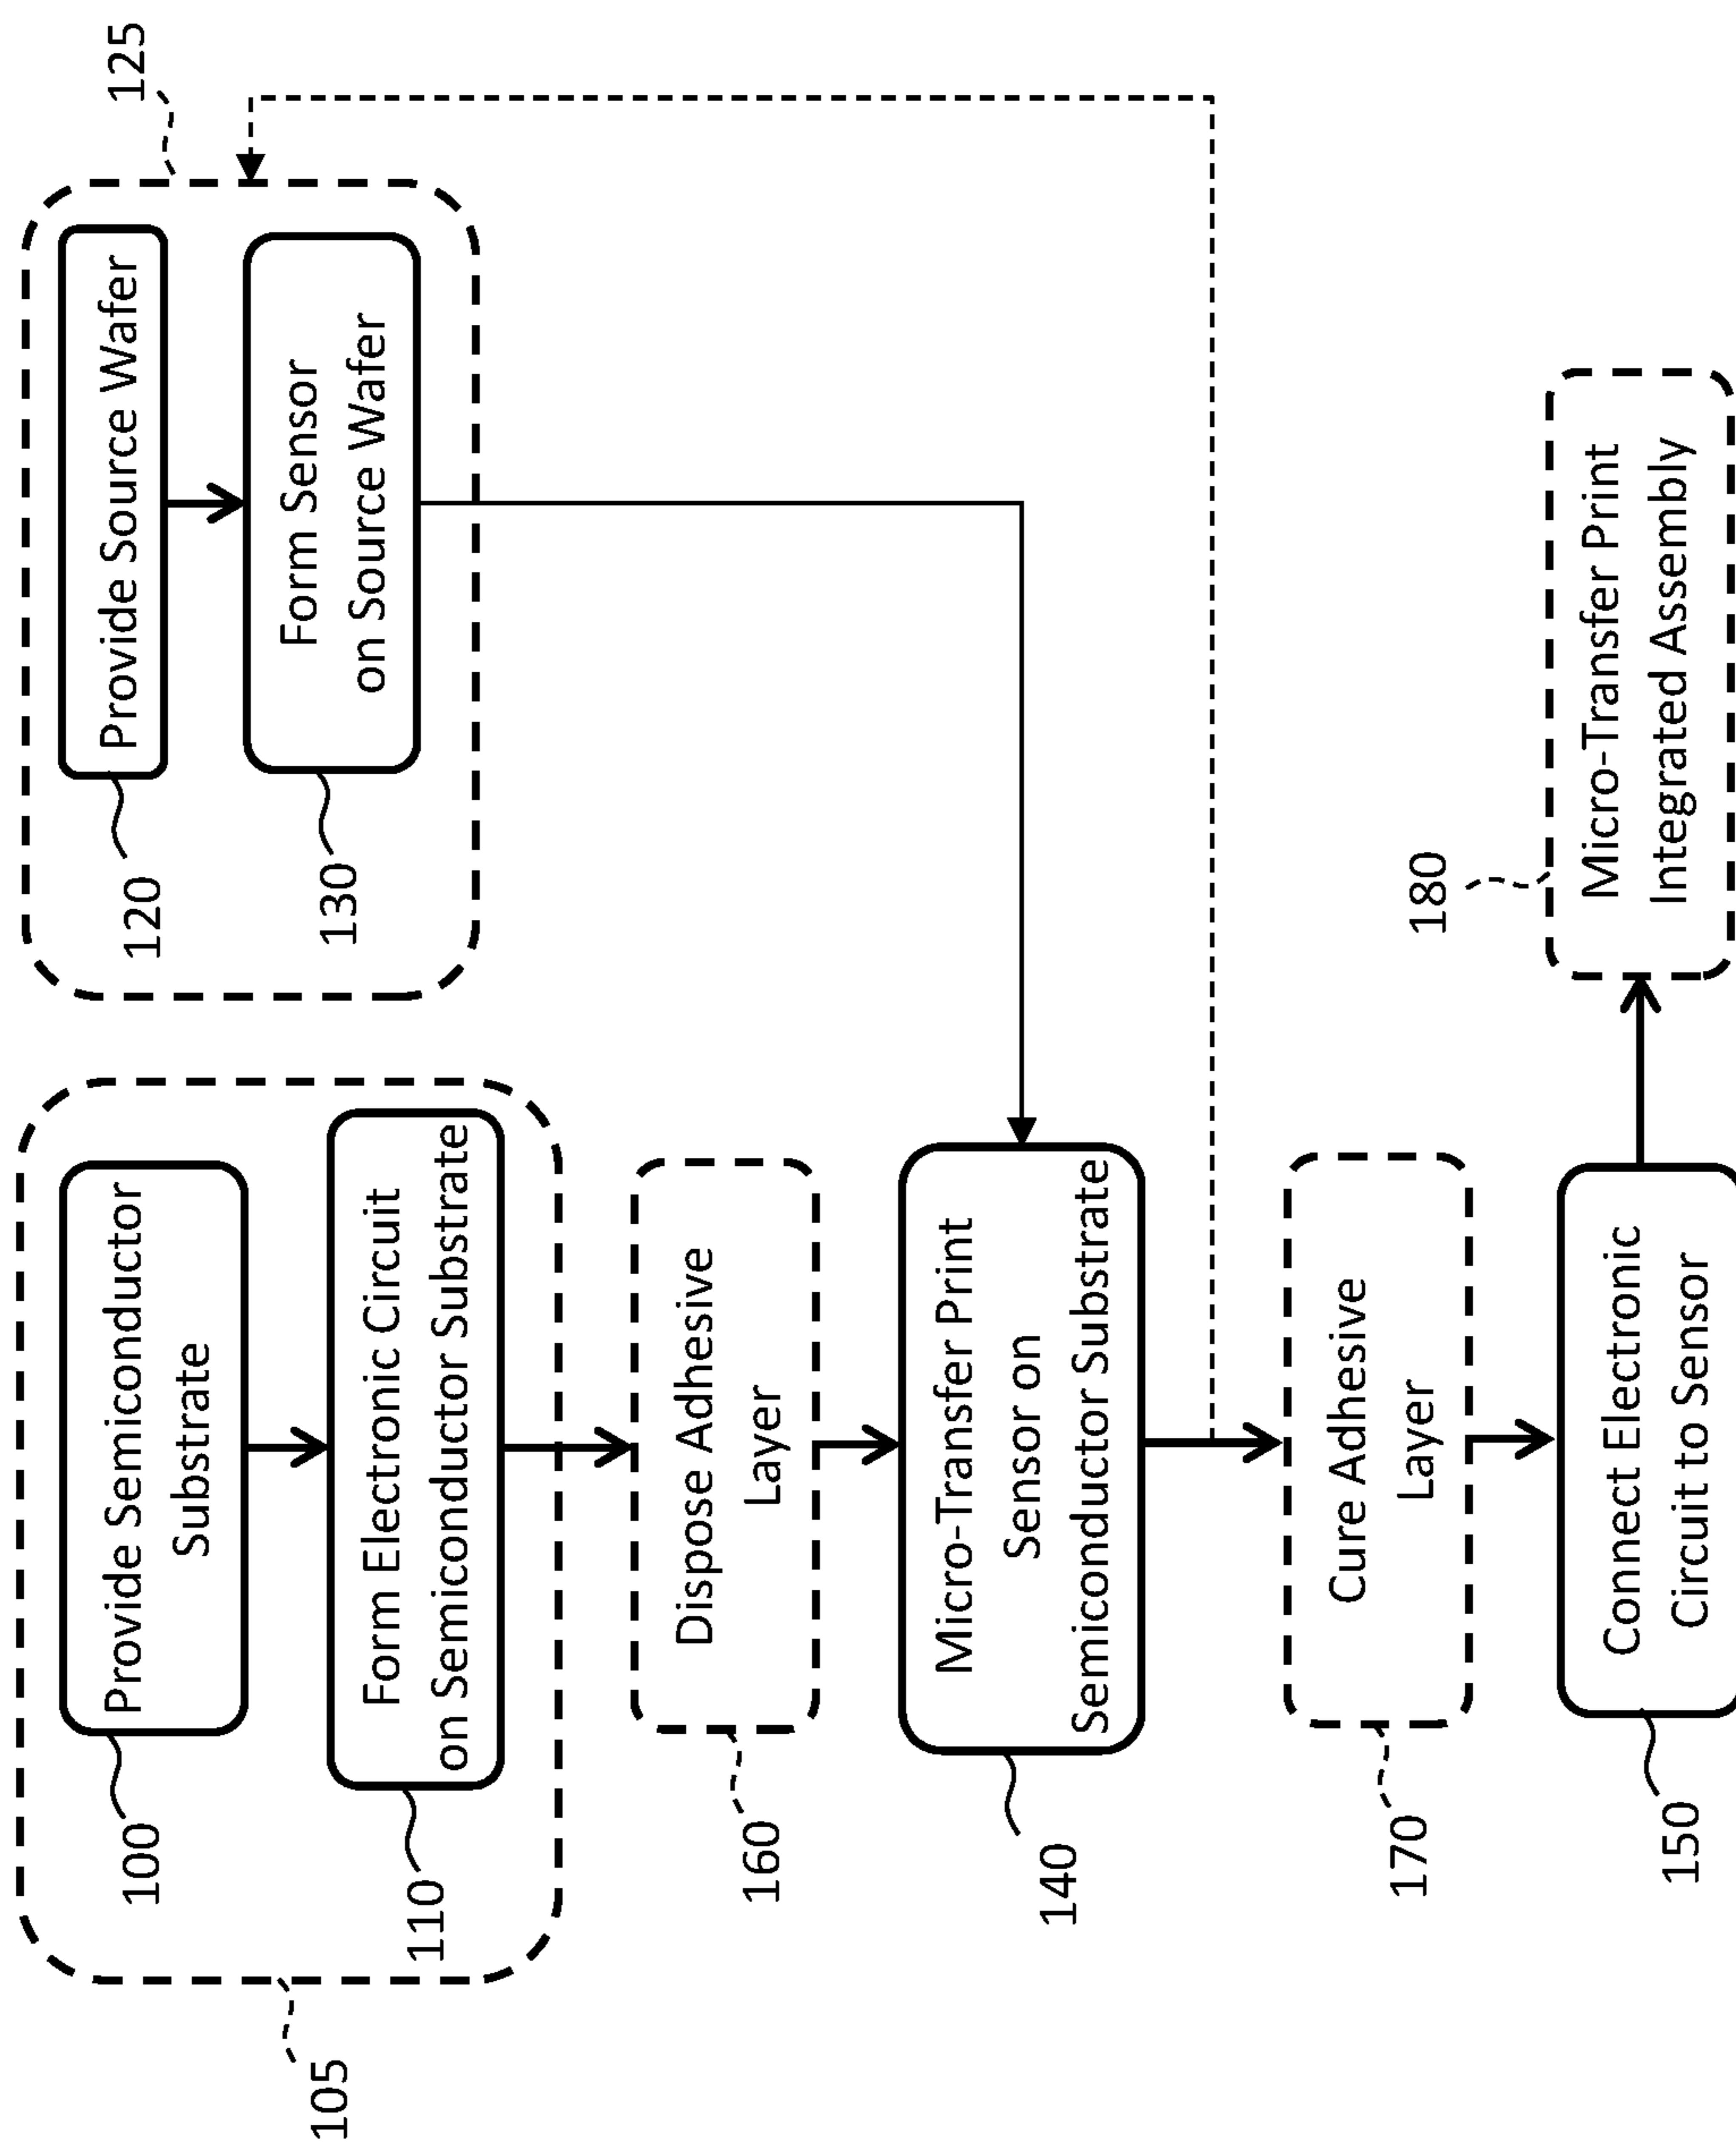 105
100
Provide Semiconductor
Substrate
110
Form Electronic Circuit
on Semiconductor Substrate
125
120
Provide Source Wafer
130
Form Sensor
on Source Wafer
160
Dispose Adhesive
Layer
140
Micro-Transfer Print
Sensor on
Semiconductor Substrate
170
Cure Adhesive
Layer
150
Connect Electronic
Circuit to Sensor
180
Micro-Transfer Print
Integrated Assembly